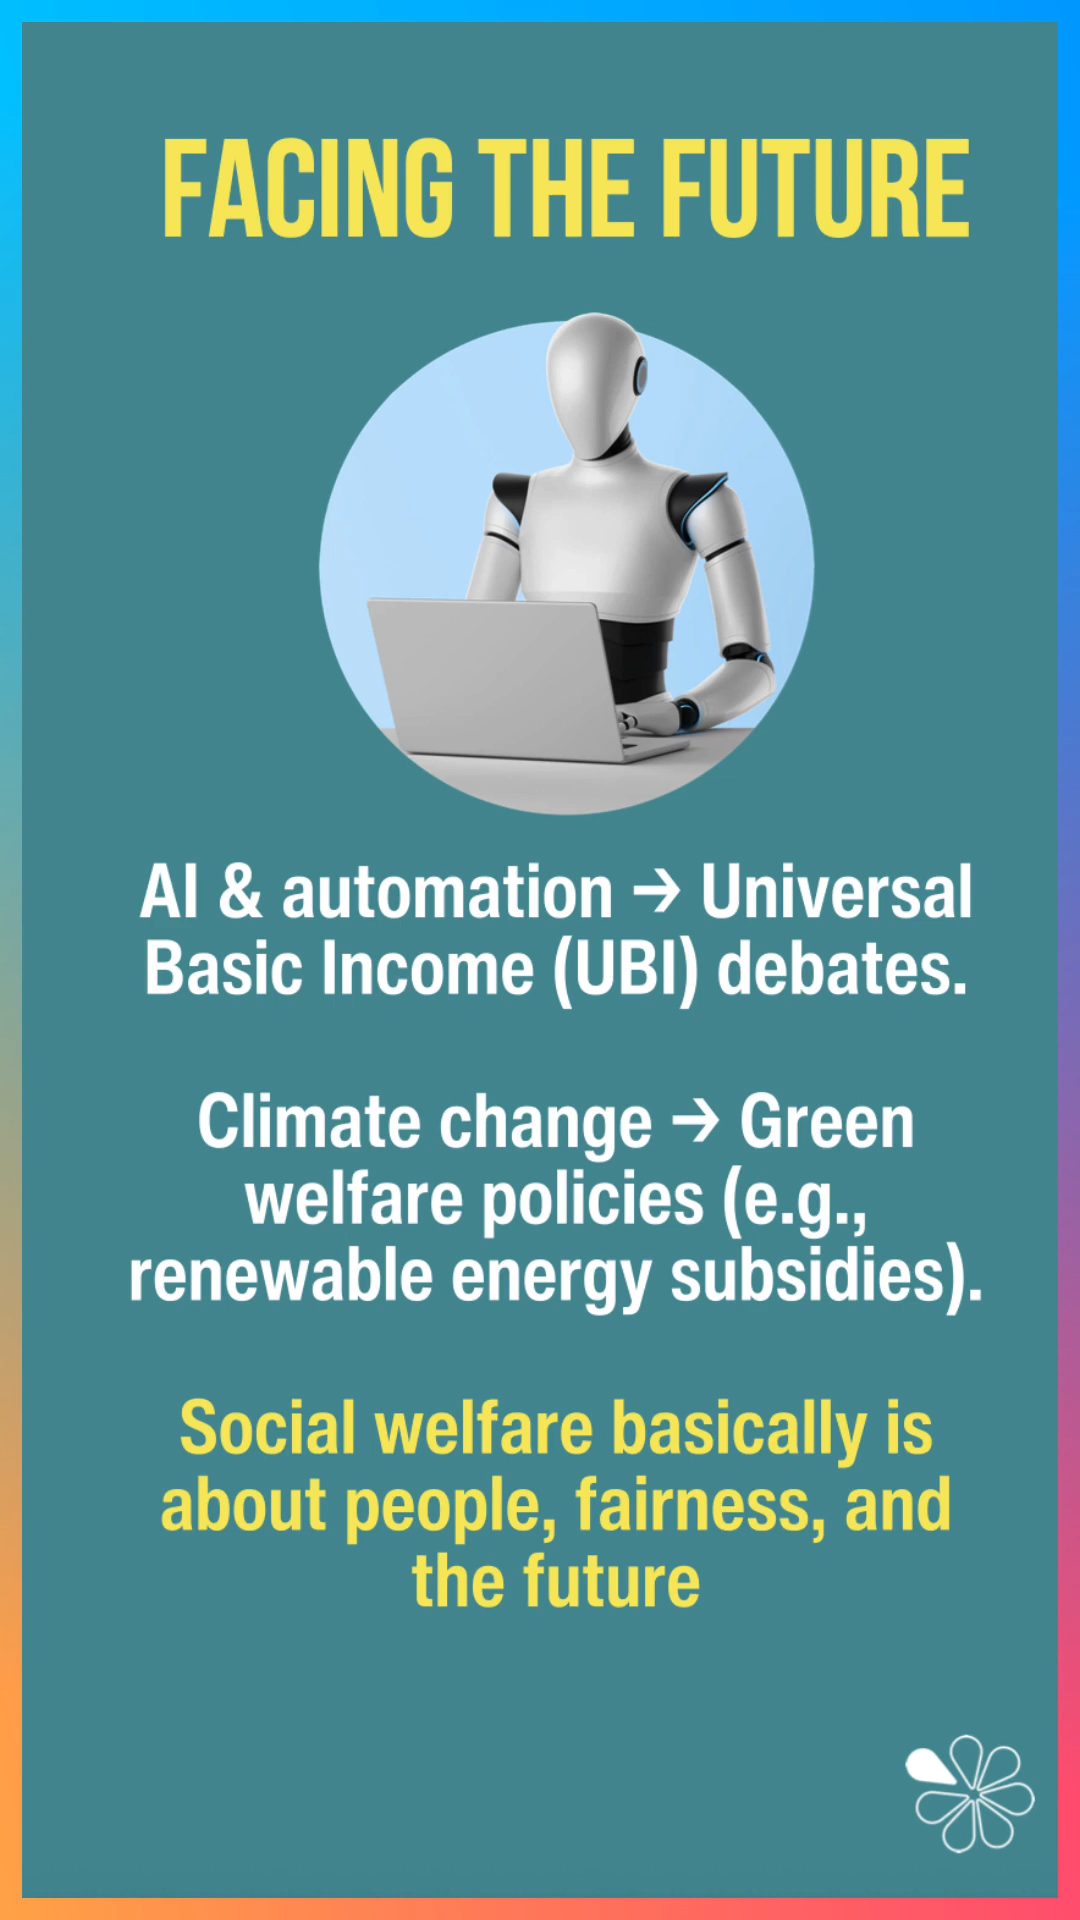 FACING THE FUTURE
AI & automation → Universal
Basic Income (UBI) debates.
Climate change → Green
welfare policies (e.g.,
renewable energy subsidies).
Social welfare basically is
about people, fairness, and
the future